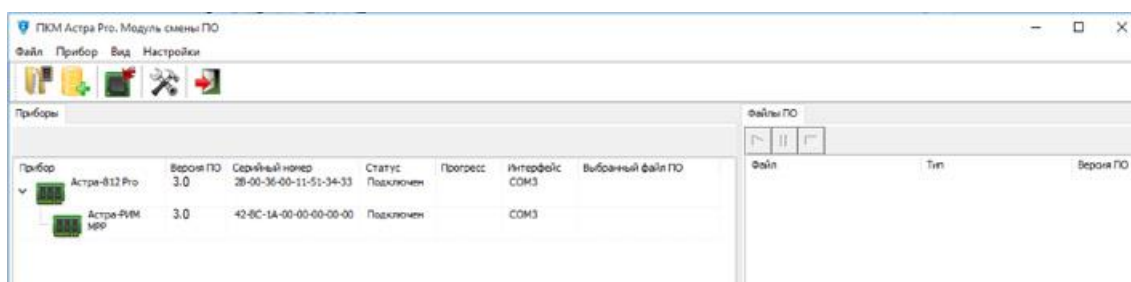 ПКМ Астра Pro. Модуль смены ПО
Файл Прибор Вид Настройки
Приборы
Файлы ПО
Прибор Версия ПО Серийный номер Статус Прогресс Интерфейс Выбранный файл ПО
Файл Тип Версия ПО
Астра-812 Pro 3.0 2B-00-36-00-11-51-34-33 Подключен COM3
Астра-РИМ 3.0 42-8C-1A-00-00-00-00-00 Подключен COM3
МРР